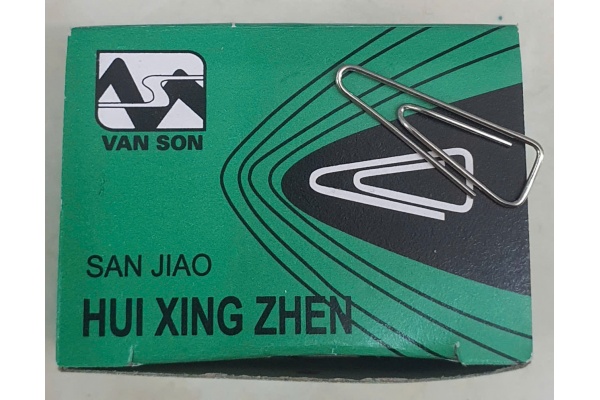 VAN SON
SAN JIAO
HUI XING ZHEN